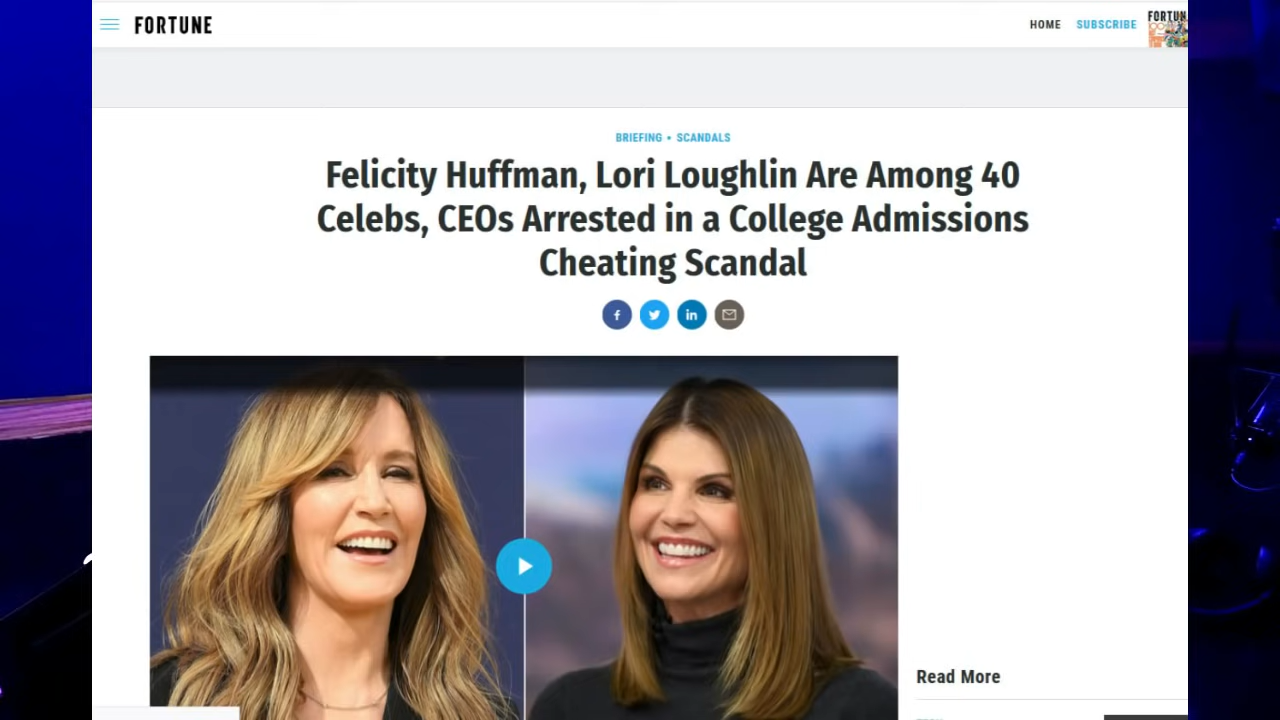 FORTUNE
HOME SUBSCRIBE
FORTUN
BRIEFING • SCANDALS
Felicity Huffman, Lori Loughlin Are Among 40
Celebs, CEOs Arrested in a College Admissions
Cheating Scandal
Read More